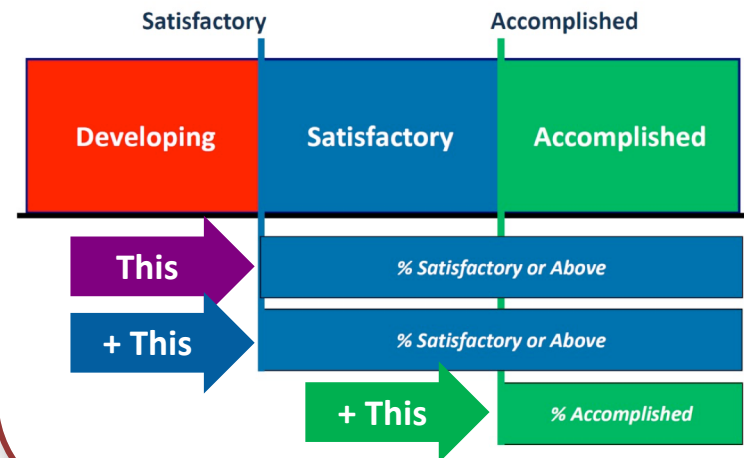 Satisfactory Accomplished
Developing Satisfactory Accomplished
This % Satisfactory or Above
+ This % Satisfactory or Above
+ This % Accomplished